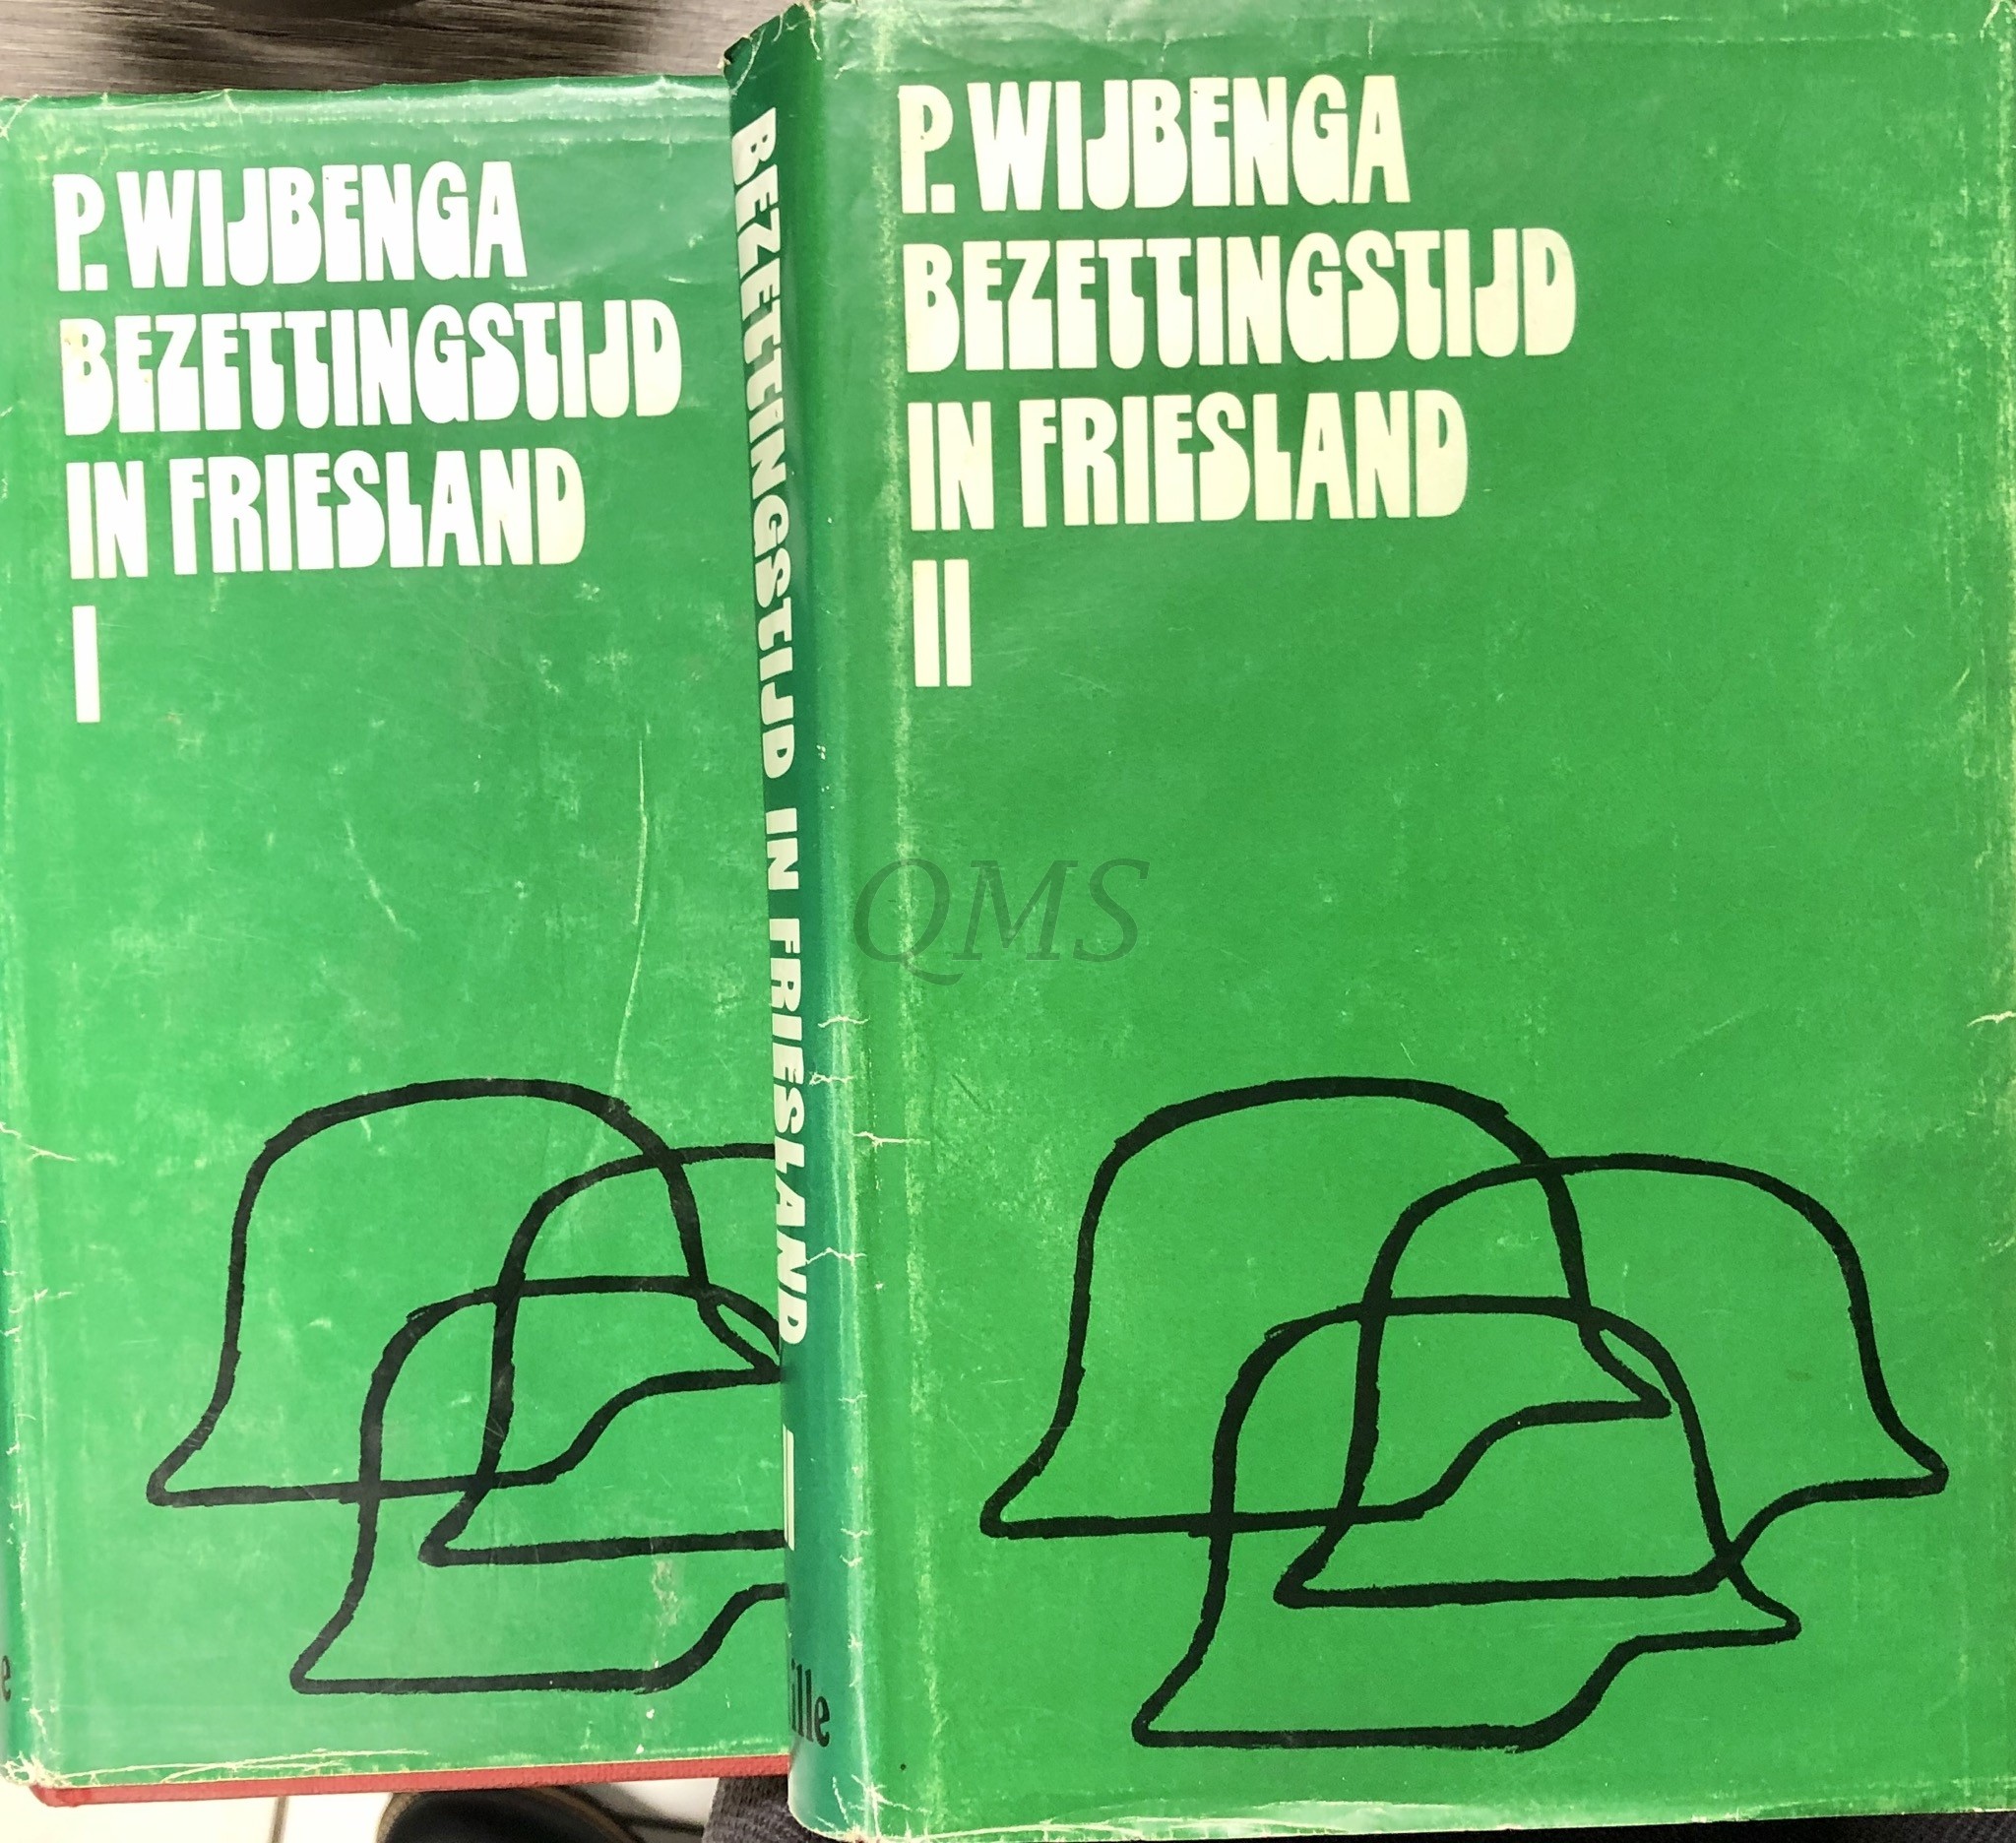 P. WIJBENGA
BEZETTINGSTIJD
IN FRIESLAND
I
BEZETTINGSTIJD IN FRIESLAND
P. WIJBENGA
BEZETTINGSTIJD
IN FRIESLAND
II
QMS